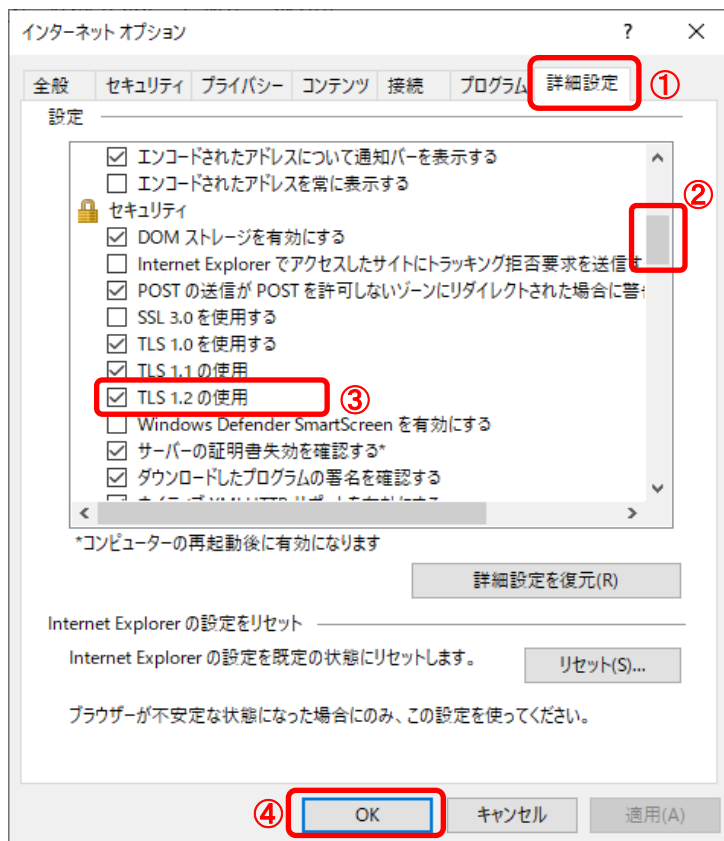 インターネット オプション ? ×
全般 セキュリティ プライバシー コンテンツ 接続 プログラム 詳細設定 ①
設定
エンコードされたアドレスについて通知バーを表示する
エンコードされたアドレスを常に表示する
②
セキュリティ
DOM ストレージを有効にする
Internet Explorer でアクセスしたサイトにトラッキング拒否要求を送信す
POST の送信が POST を許可しないゾーンにリダイレクトされた場合に警
SSL 3.0 を使用する
TLS 1.0 を使用する
TLS 1.1 の使用
TLS 1.2 の使用 ③
Windows Defender SmartScreen を有効にする
サーバーの証明書失効を確認する*
ダウンロードしたプログラムの署名を確認する
*コンピューターの再起動後に有効になります
詳細設定を復元(R)
Internet Explorer の設定をリセット
Internet Explorer の設定を既定の状態にリセットします。
リセット(S)...
ブラウザーが不安定な状態になった場合にのみ、この設定を使ってください。
④ OK キャンセル 適用(A)